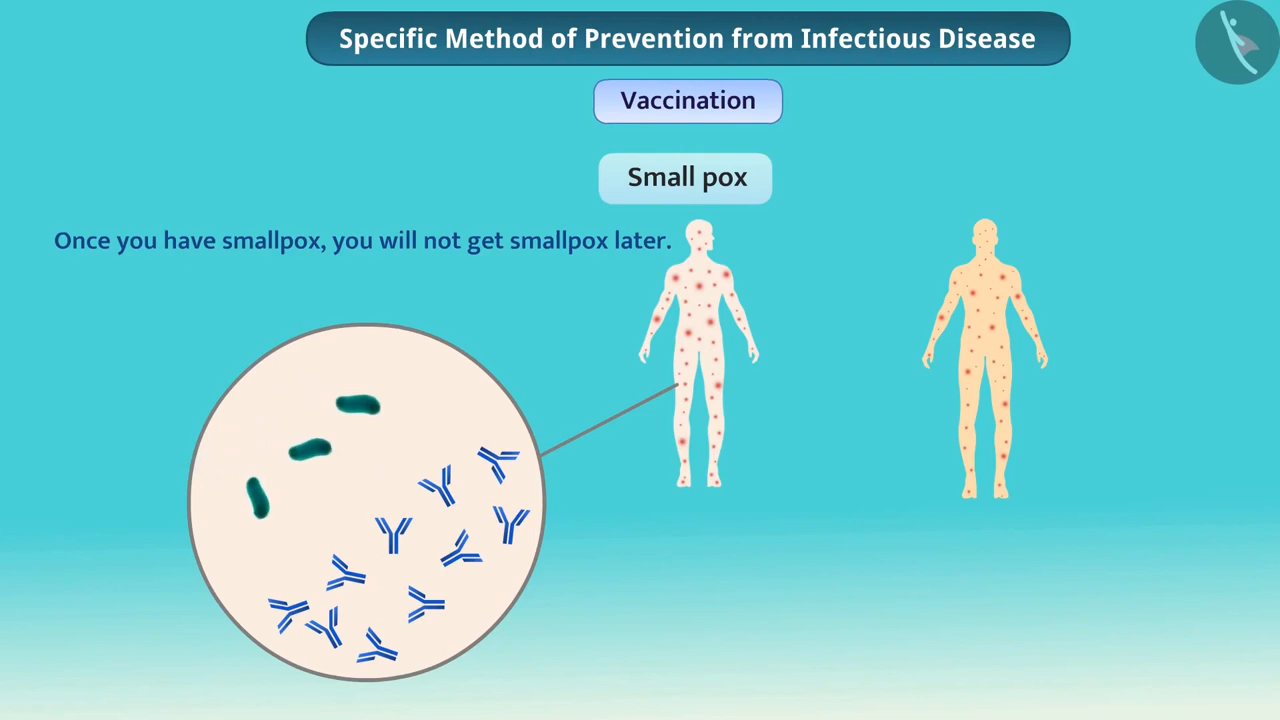 Specific Method of Prevention from Infectious Disease
Vaccination
Small pox
Once you have smallpox, you will not get smallpox later.